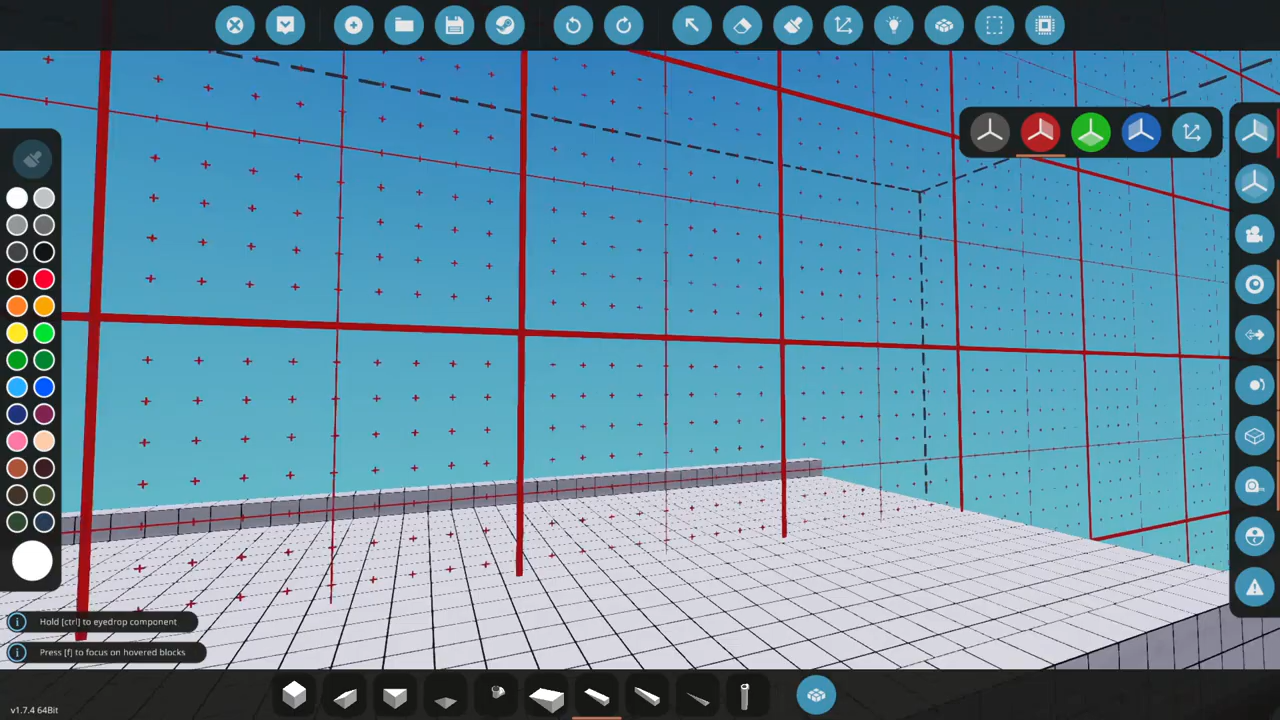 Hold [ctrl] to eyedrop component
Press [f] to focus on hovered blocks
v1.7.4 64Bit